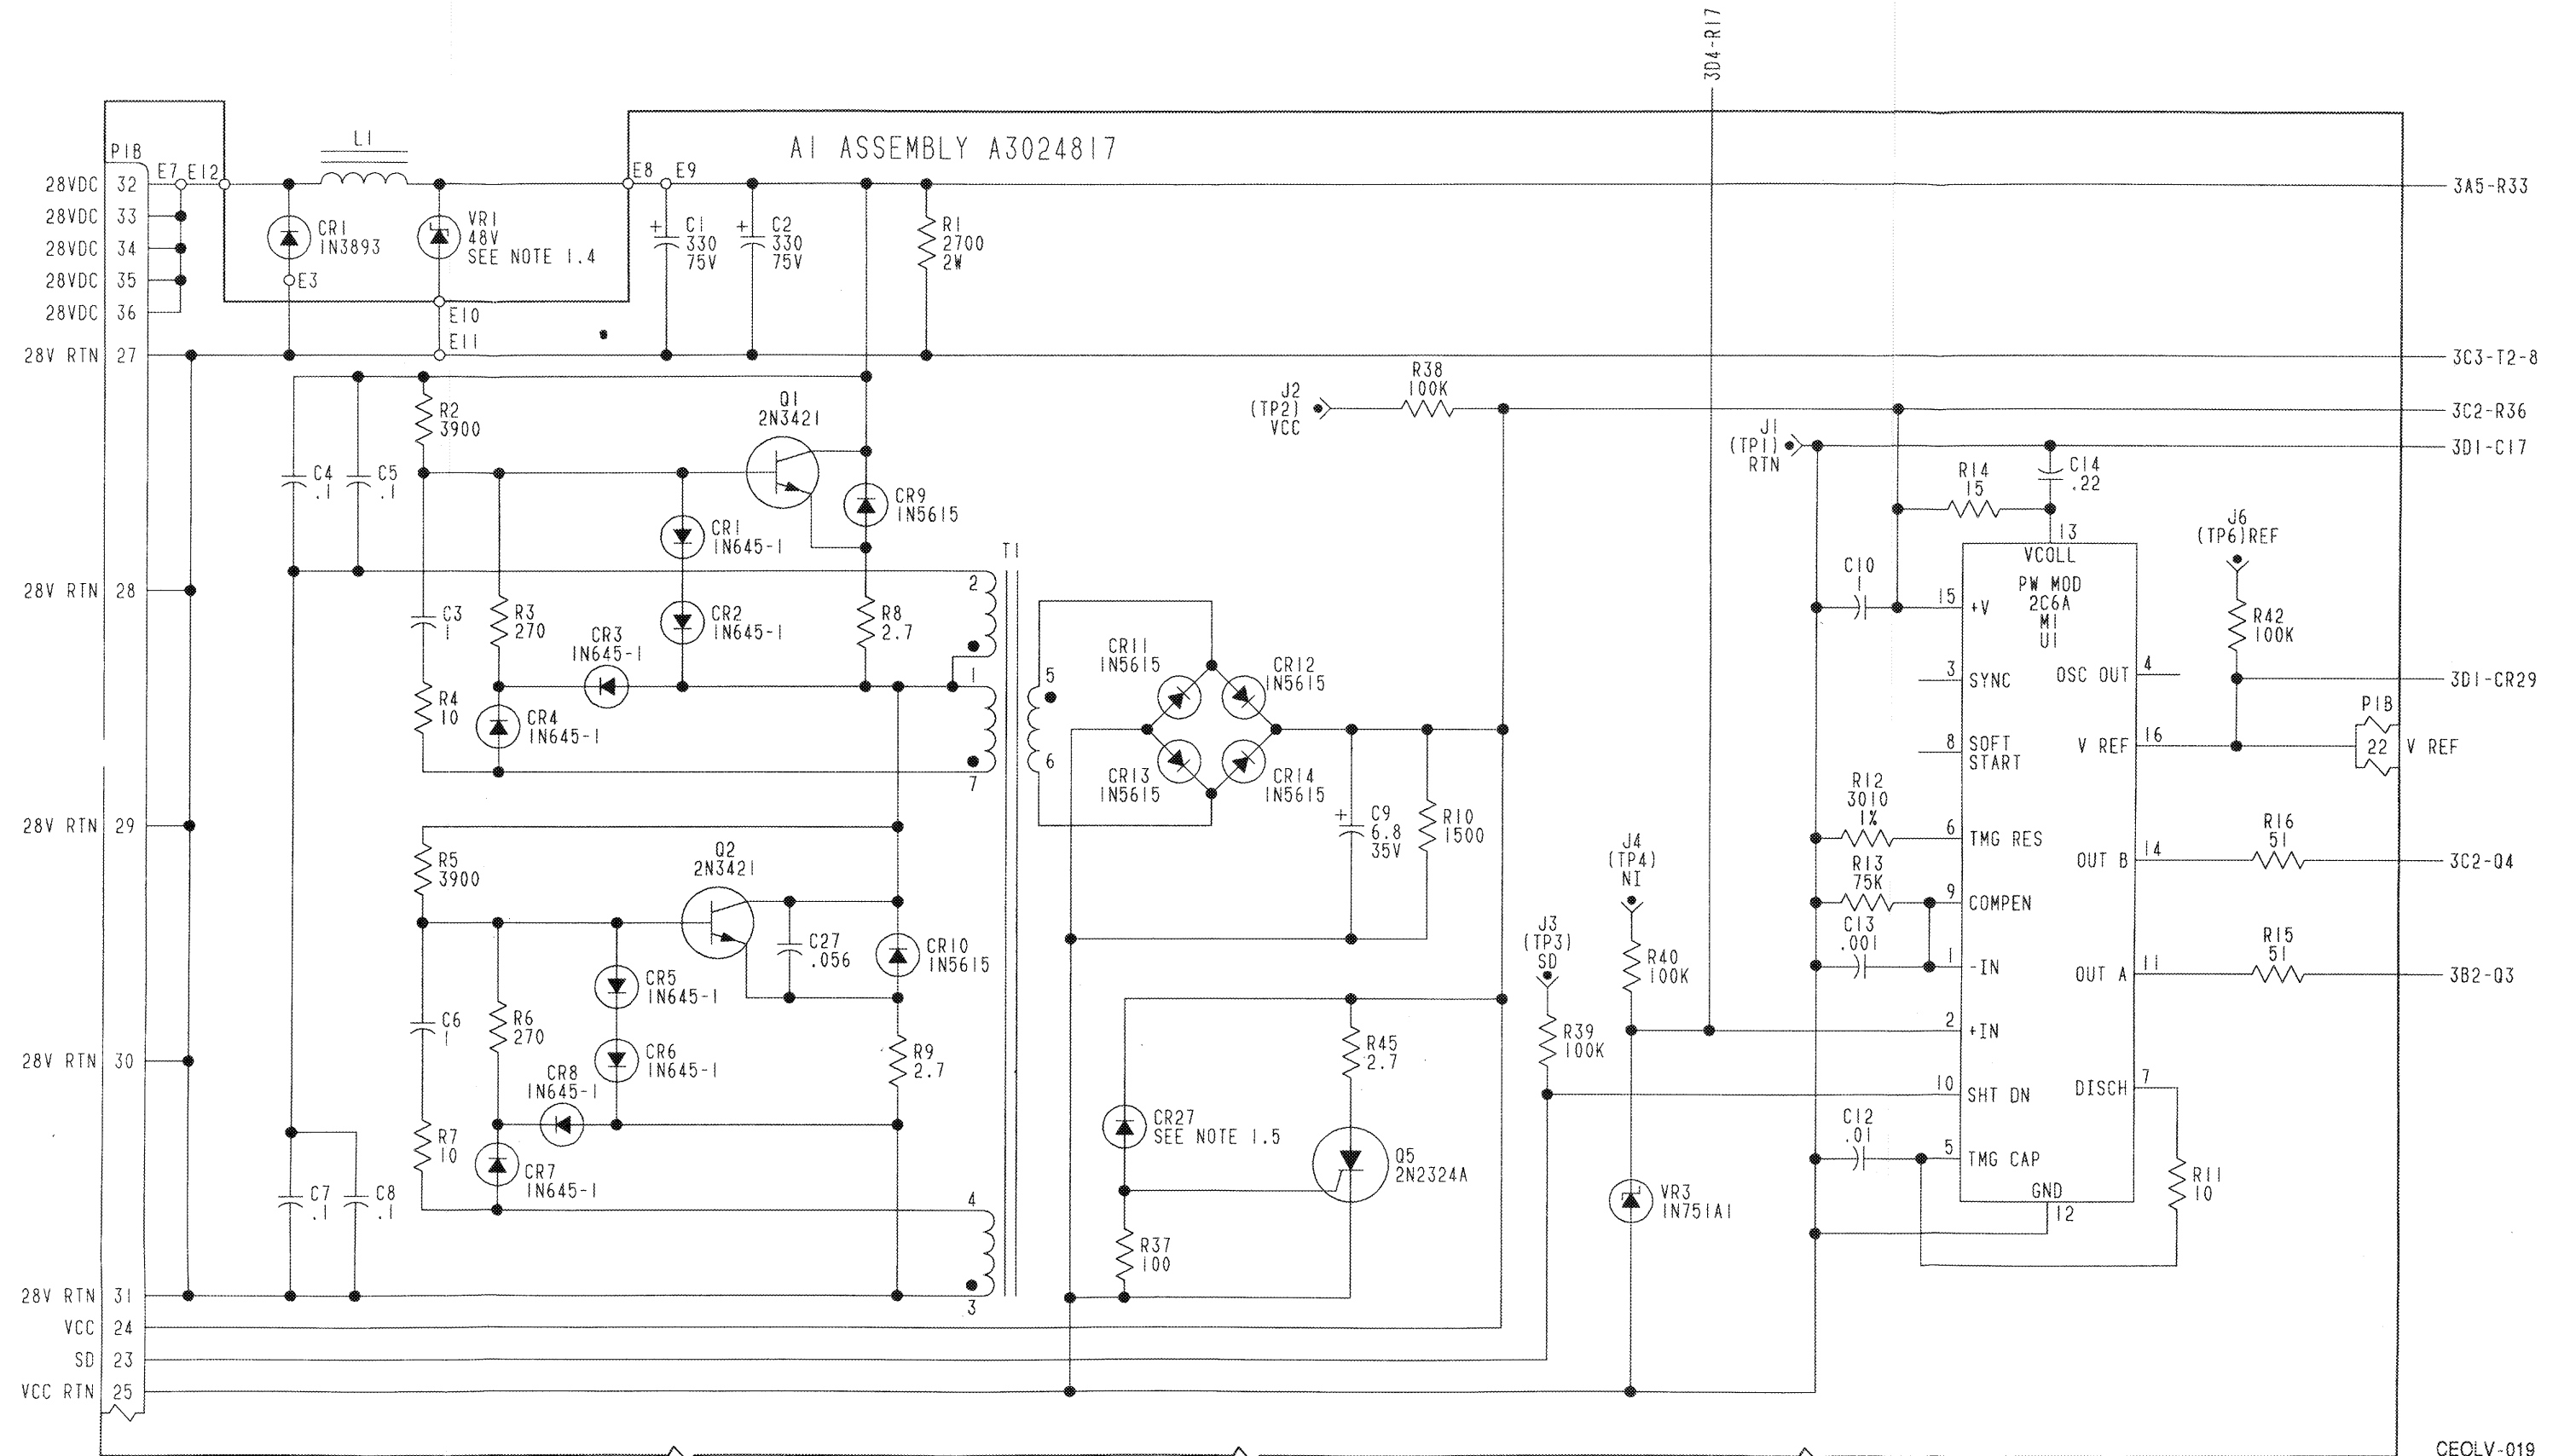 3D4-R17
A1 ASSEMBLY A3024817
P1B
L1
E7
E12
E8
E9
28VDC 32
28VDC 33
28VDC 34
28VDC 35
28VDC 36
28V RTN 27
CR1
1N3893
E3
VR1
48V
SEE NOTE 1.4
E10
E11
C1
330
75V
C2
330
75V
R1
2700
2W
3A5-R33
3C3-T2-8
3C2-R36
3D1-C17
R2
3900
Q1
2N3421
J2
(TP2)
VCC
R38
100K
J1
(TP1)
RTN
C4
.1
C5
.1
CR9
1N5615
CR1
1N645-1
R14
15
C14
.22
J6
(TP6)REF
28V RTN 28
C3
1
R3
270
CR2
1N645-1
CR3
1N645-1
R8
2.7
T1
2
1
7
R4
10
CR4
1N645-1
5
6
CR11
1N5615
CR12
1N5615
CR13
1N5615
CR14
1N5615
C10
1
13
VCOLL
PW MOD
2C6A
M1
U1
15 +V
3 SYNC
8 SOFT
START
OSC OUT 4
V REF 16
R42
100K
3D1-CR29
P1B
22 V REF
28V RTN 29
R5
3900
Q2
2N3421
C27
.056
CR10
1N5615
C9
6.8
35V
R10
1500
R12
3010
1%
6 TMG RES
R13
75K
9 COMPEN
C13
.001
1 -IN
OUT B 14
R16
51
3C2-Q4
OUT A 11
R15
51
3B2-Q3
J4
(TP4)
NI
J3
(TP3)
SD
R40
100K
R39
100K
2 +IN
10 SHT DN
DISCH 7
CR5
1N645-1
C6
1
R6
270
CR6
1N645-1
R9
2.7
28V RTN 30
CR8
1N645-1
R7
10
CR7
1N645-1
C7
.1
C8
.1
4
3
R45
2.7
CR27
SEE NOTE 1.5
Q5
2N2324A
R37
100
VR3
1N751A1
C12
.01
5 TMG CAP
GND
12
R11
10
28V RTN 31
VCC 24
SD 23
VCC RTN 25
CEOLV-019